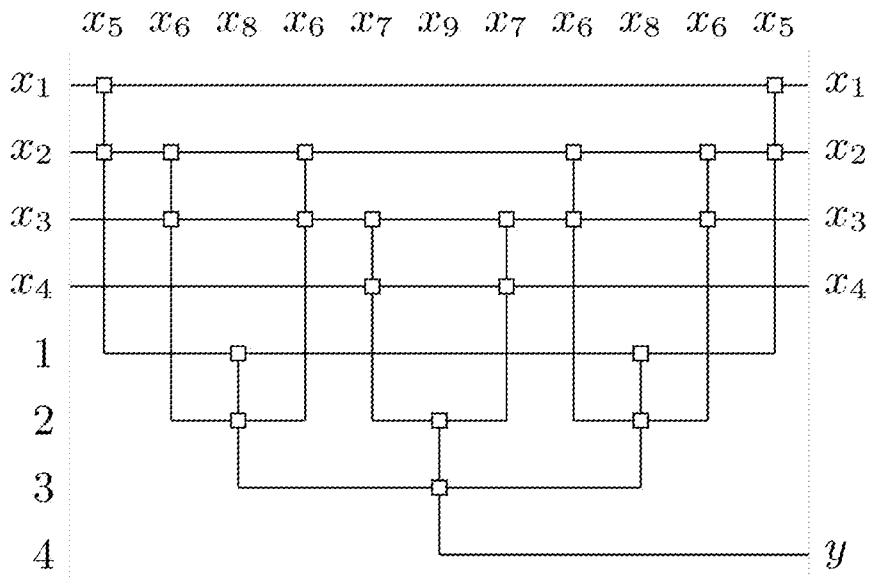 x₅ x₆ x₈ x₆ x₇ x₉ x₇ x₆ x₈ x₆ x₅
x₁ x₁
x₂ x₂
x₃ x₃
x₄ x₄
1
2
3
4 y